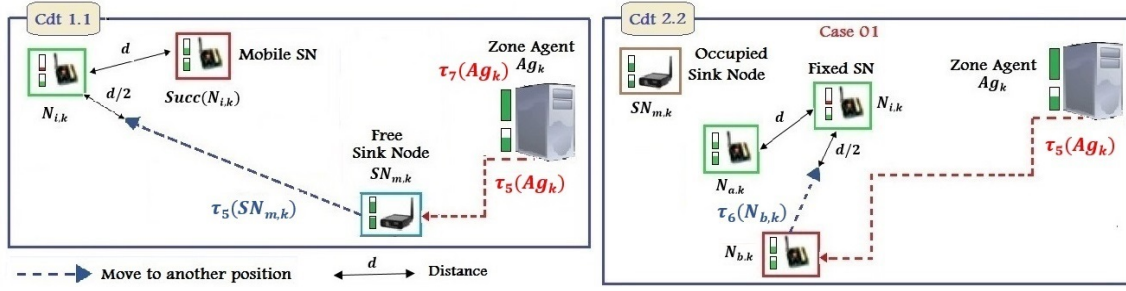 Cdt 1.1
d
Mobile SN
Succ(N_{i,k})
d/2
N_{i,k}
Zone Agent
Ag_k
τ_7(Ag_k)
Free
Sink Node
SN_{m,k}
τ_5(Ag_k)
τ_5(SN_{m,k})
Cdt 2.2
Case 01
Occupied
Sink Node
SN_{m,k}
Fixed SN
N_{i,k}
Zone Agent
Ag_k
d
d/2
N_{a,k}
τ_5(Ag_k)
τ_6(N_{b,k})
N_{b,k}
Move to another position
d
Distance